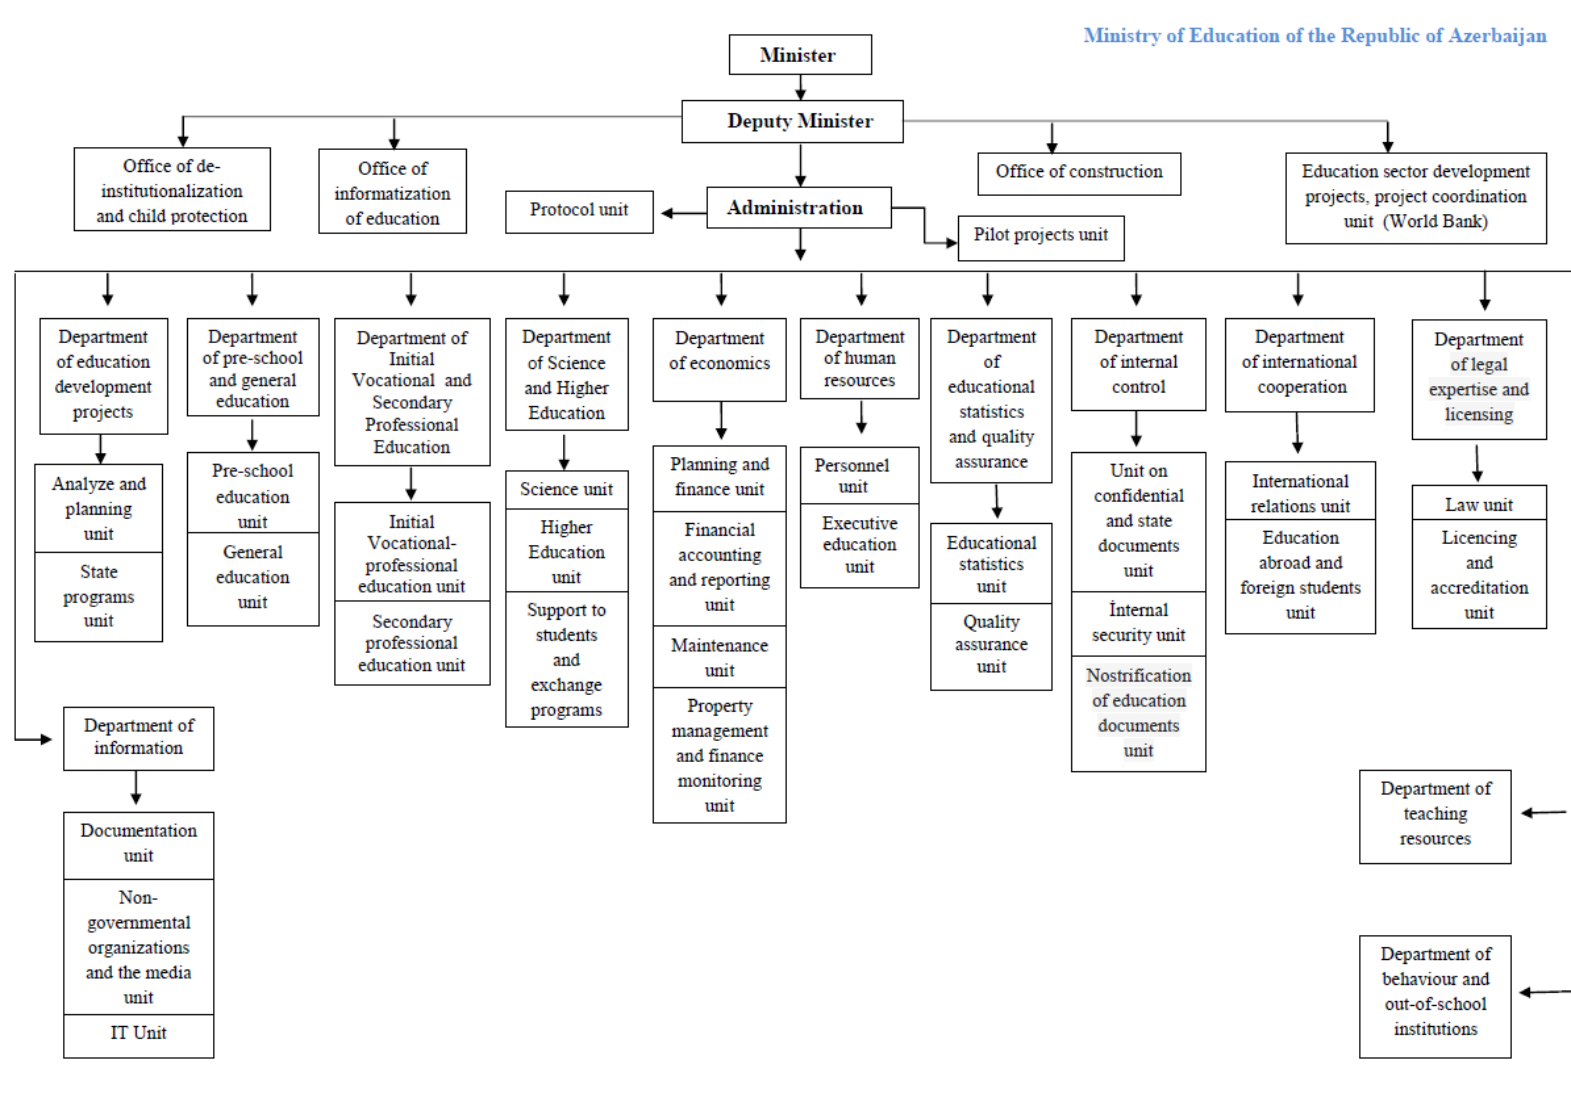 Ministry of Education of the Republic of Azerbaijan
Minister
Deputy Minister
Office of de-
institutionalization
and child protection
Office of
informatization
of education
Protocol unit
Administration
Pilot projects unit
Office of construction
Education sector development
projects, project coordination
unit (World Bank)
Department
of education
development
projects
Analyze and
planning
unit
State
programs
unit
Department
of pre-school
and general
education
Pre-school
education
unit
General
education
unit
Department of
Initial
Vocational and
Secondary
Professional
Education
Initial
Vocational-
professional
education unit
Secondary
professional
education unit
Department
of Science
and Higher
Education
Science unit
Higher
Education
unit
Support to
students
and
exchange
programs
Department
of economics
Planning and
finance unit
Financial
accounting
and reporting
unit
Maintenance
unit
Property
management
and finance
monitoring
unit
Department
of human
resources
Personnel
unit
Executive
education
unit
Department
of
educational
statistics
and quality
assurance
Educational
statistics
unit
Quality
assurance
unit
Department
of internal
control
Unit on
confidential
and state
documents
unit
İnternal
security unit
Nostrification
of education
documents
unit
Department
of international
cooperation
International
relations unit
Education
abroad and
foreign students
unit
Department
of legal
expertise and
licensing
Law unit
Licencing
and
accreditation
unit
Department of
information
Documentation
unit
Non-
governmental
organizations
and the media
unit
IT Unit
Department of
teaching
resources
Department of
behaviour and
out-of-school
institutions